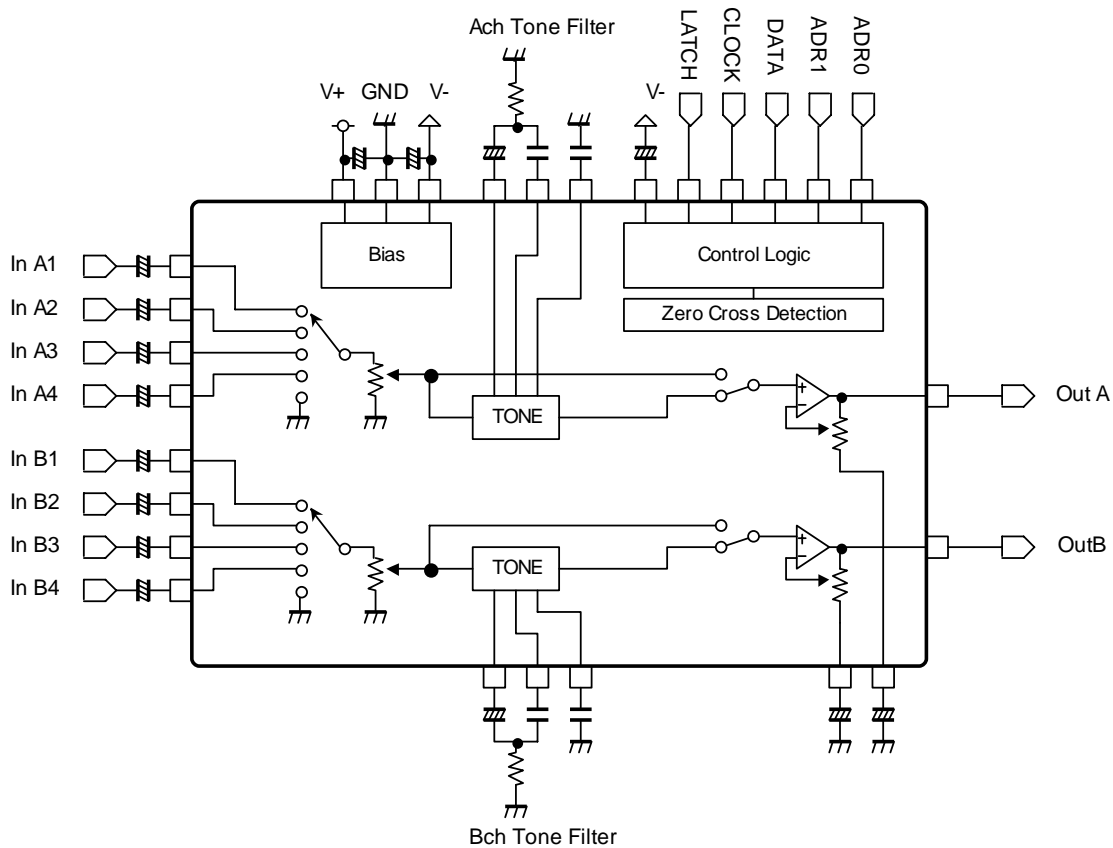 Ach Tone Filter
LATCH
CLOCK
DATA
ADR1
ADR0
V+ GND V-
V-
Bias
Control Logic
Zero Cross Detection
In A1
In A2
In A3
In A4
TONE
+
−
Out A
In B1
In B2
In B3
In B4
TONE
+
−
OutB
Bch Tone Filter